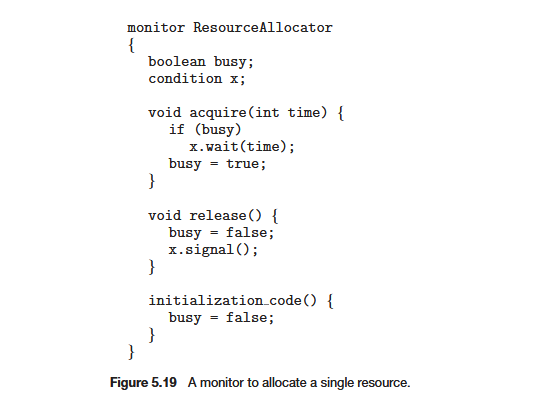 monitor ResourceAllocator
{
boolean busy;
condition x;
void acquire(int time) {
if (busy)
x.wait(time);
busy = true;
}
void release() {
busy = false;
x.signal();
}
initialization_code() {
busy = false;
}
}
Figure 5.19 A monitor to allocate a single resource.